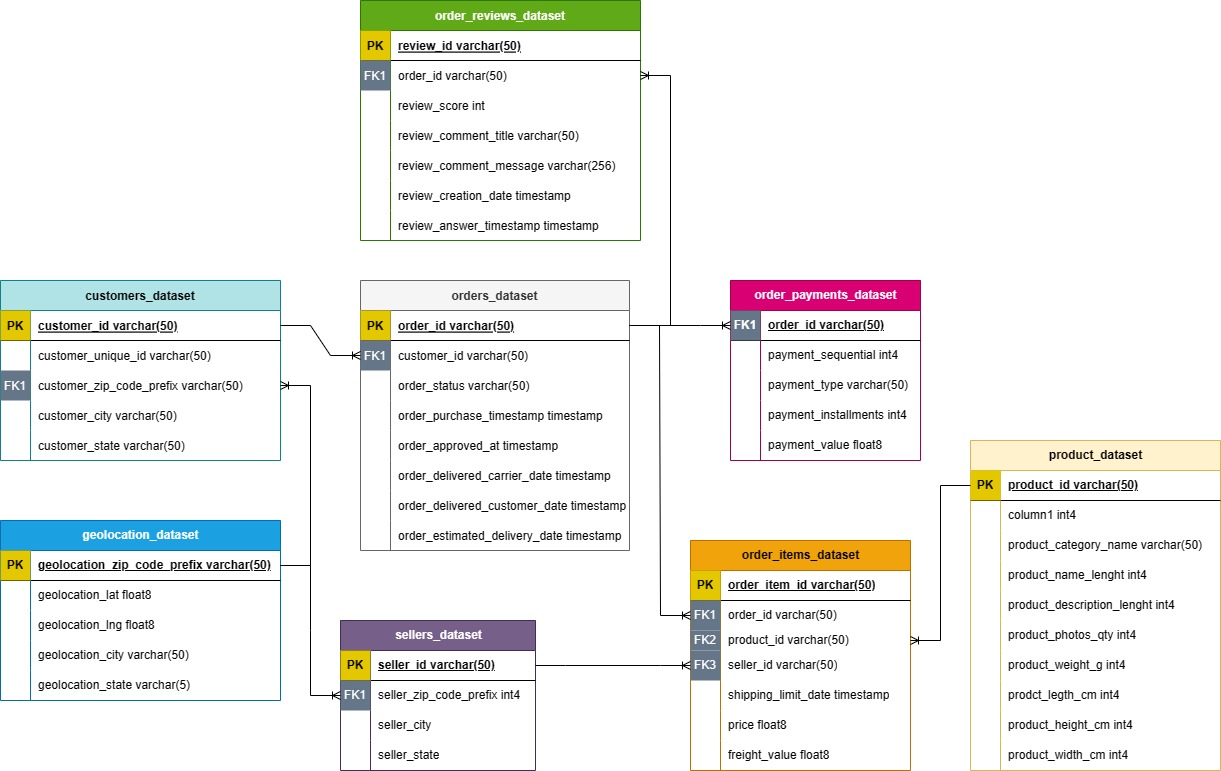 order_reviews_dataset
PK review_id varchar(50)
FK1 order_id varchar(50)
review_score int
review_comment_title varchar(50)
review_comment_message varchar(256)
review_creation_date timestamp
review_answer_timestamp timestamp
customers_dataset
PK customer_id varchar(50)
customer_unique_id varchar(50)
FK1 customer_zip_code_prefix varchar(50)
customer_city varchar(50)
customer_state varchar(50)
orders_dataset
PK order_id varchar(50)
FK1 customer_id varchar(50)
order_status varchar(50)
order_purchase_timestamp timestamp
order_approved_at timestamp
order_delivered_carrier_date timestamp
order_delivered_customer_date timestamp
order_estimated_delivery_date timestamp
order_payments_dataset
FK1 order_id varchar(50)
payment_sequential int4
payment_type varchar(50)
payment_installments int4
payment_value float8
geolocation_dataset
PK geolocation_zip_code_prefix varchar(50)
geolocation_lat float8
geolocation_lng float8
geolocation_city varchar(50)
geolocation_state varchar(5)
sellers_dataset
PK seller_id varchar(50)
FK1 seller_zip_code_prefix int4
seller_city
seller_state
order_items_dataset
PK order_item_id varchar(50)
FK1 order_id varchar(50)
FK2 product_id varchar(50)
FK3 seller_id varchar(50)
shipping_limit_date timestamp
price float8
freight_value float8
product_dataset
PK product_id varchar(50)
column1 int4
product_category_name varchar(50)
product_name_lenght int4
product_description_lenght int4
product_photos_qty int4
product_weight_g int4
prodct_legth_cm int4
product_height_cm int4
product_width_cm int4